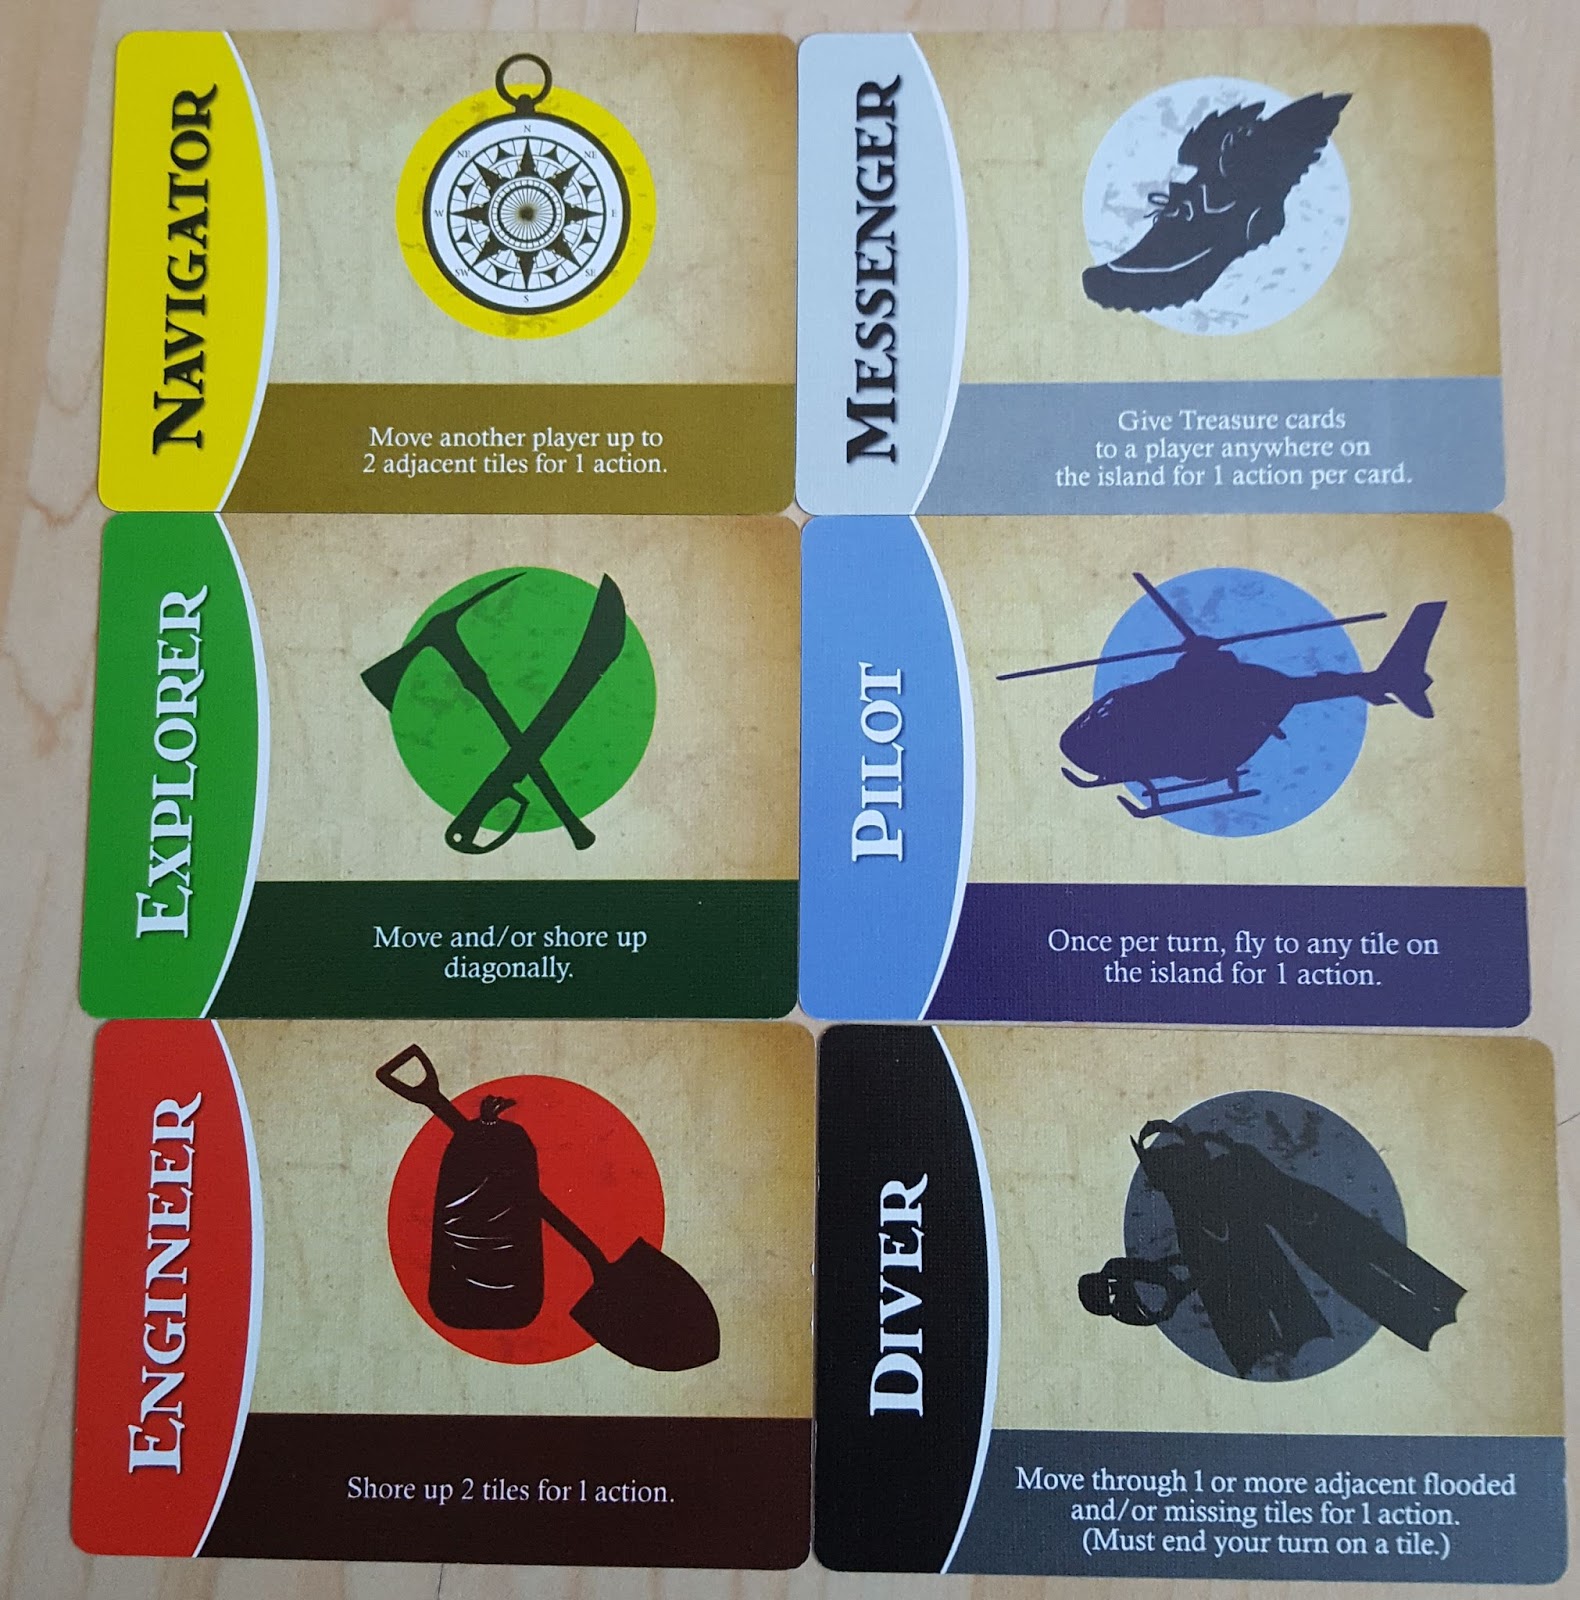 NAVIGATOR
N
NE
NE
W
E
SW
SE
S
Move another player up to
2 adjacent tiles for 1 action.
MESSENGER
Give Treasure cards
to a player anywhere on
the island for 1 action per card.
EXPLORER
Move and/or shore up
diagonally.
PILOT
Once per turn, fly to any tile on
the island for 1 action.
ENGINEER
Shore up 2 tiles for 1 action.
DIVER
Move through 1 or more adjacent flooded
and/or missing tiles for 1 action.
(Must end your turn on a tile.)